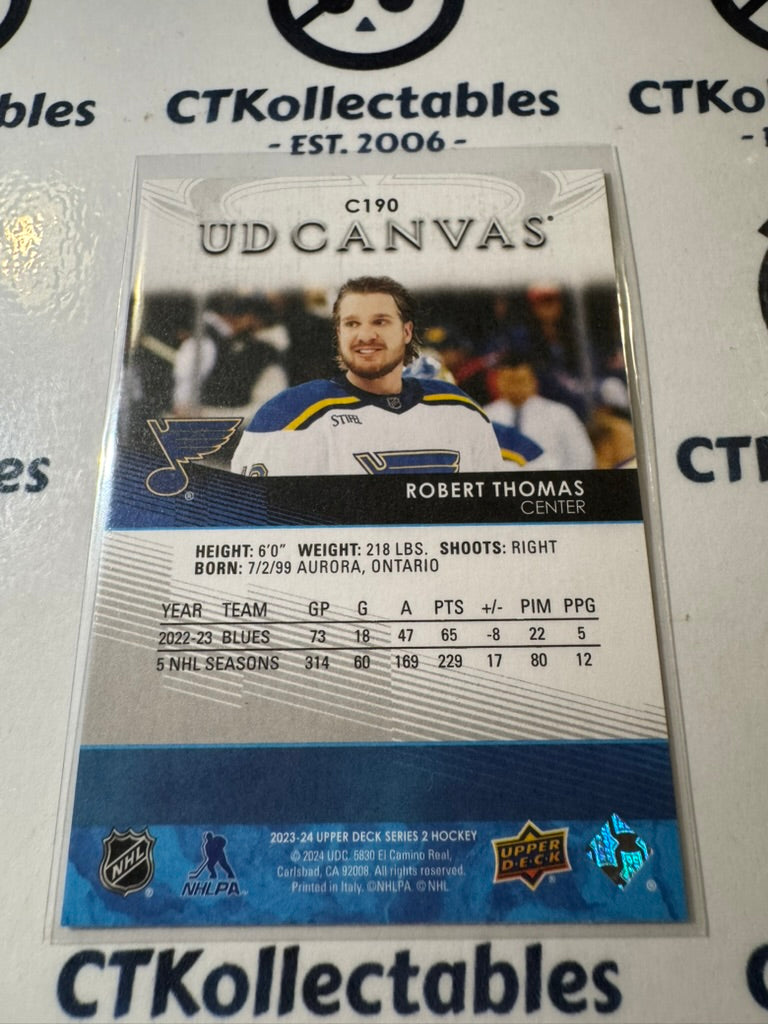 bles
CTKollectables
CTKo
- EST. 2006 -
C190
UD CANVAS
STIFEL
ROBERT THOMAS
CENTER
HEIGHT: 6'0" WEIGHT: 218 LBS. SHOOTS: RIGHT
BORN: 7/2/99 AURORA, ONTARIO
YEAR TEAM GP G A PTS +/- PIM PPG
2022-23 BLUES 73 18 47 65 -8 22 5
5 NHL SEASONS 314 60 169 229 17 80 12
es
CTK
NHL
NHLPA
2023-24 UPPER DECK SERIES 2 HOCKEY
© 2024 UDC. 5830 El Camino Real,
Carlsbad, CA 92008. All rights reserved.
Printed in Italy. ©NHLPA. ©NHL
UPPER
D·E·C·K
CTKollectables